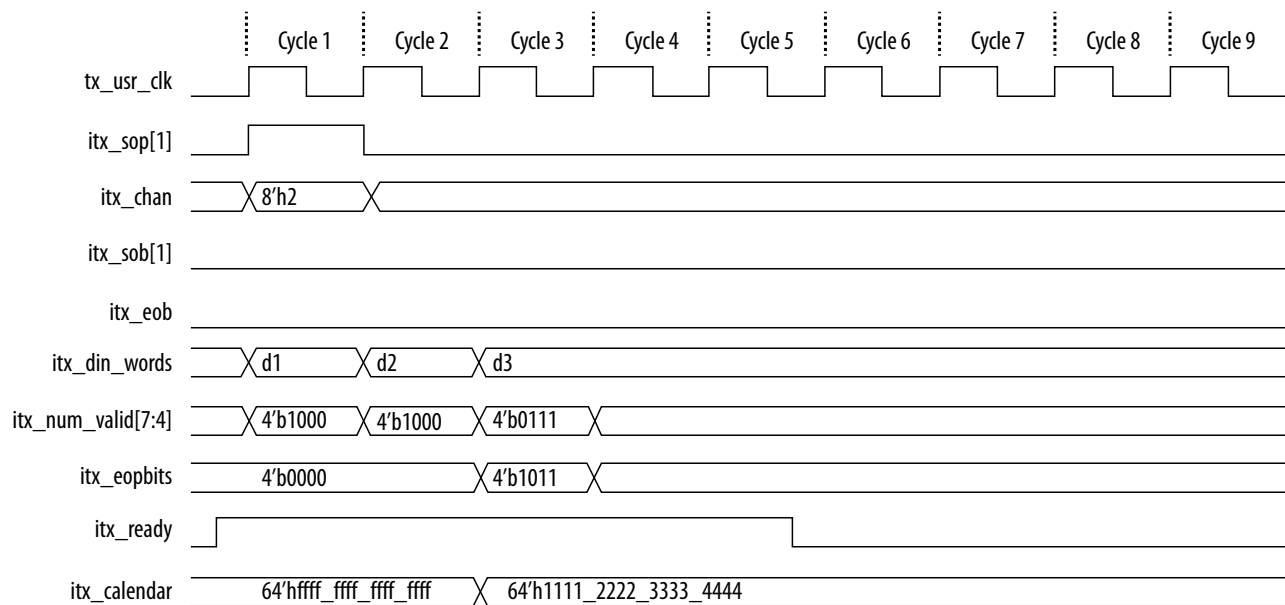 Cycle 1 Cycle 2 Cycle 3 Cycle 4 Cycle 5 Cycle 6 Cycle 7 Cycle 8 Cycle 9
tx_usr_clk
itx_sop[1]
itx_chan 8’h2
itx_sob[1]
itx_eob
itx_din_words d1 d2 d3
itx_num_valid[7:4] 4’b1000 4’b1000 4’b0111
itx_eopbits 4’b0000 4’b1011
itx_ready
itx_calendar 64’hffff_ffff_ffff_ffff 64’h1111_2222_3333_4444